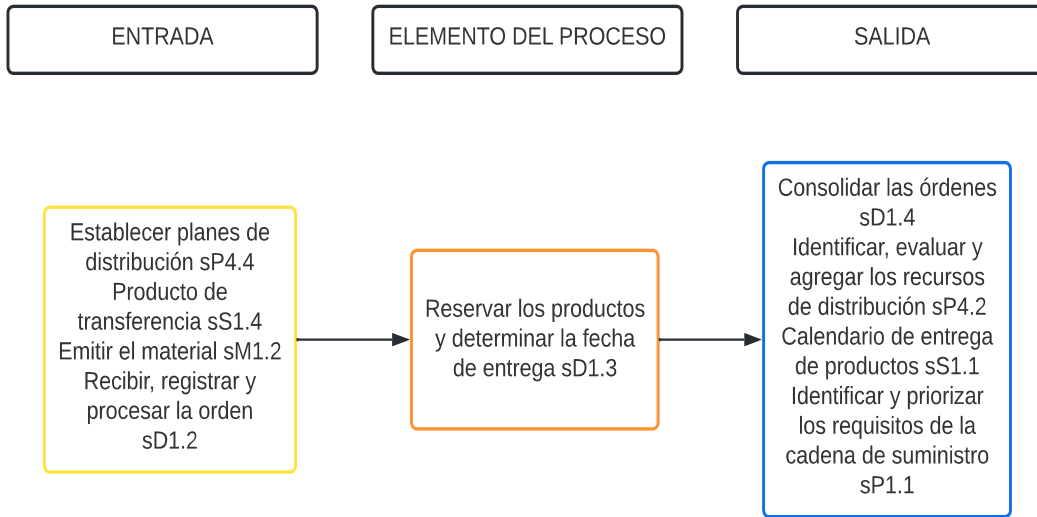 ENTRADA
ELEMENTO DEL PROCESO
SALIDA
Establecer planes de
distribución sP4.4
Producto de
transferencia sS1.4
Emitir el material sM1.2
Recibir, registrar y
procesar la orden
sD1.2
Reservar los productos
y determinar la fecha
de entrega sD1.3
Consolidar las órdenes
sD1.4
Identificar, evaluar y
agregar los recursos
de distribución sP4.2
Calendario de entrega
de productos sS1.1
Identificar y priorizar
los requisitos de la
cadena de suministro
sP1.1